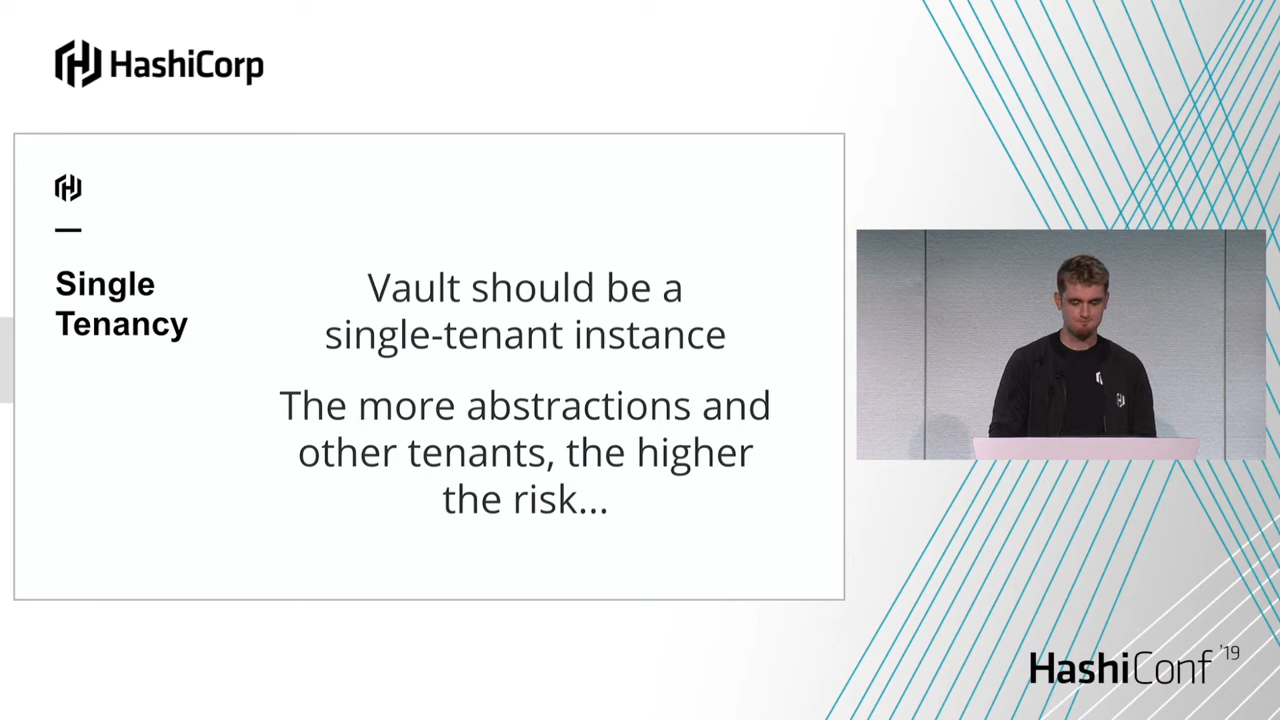 HashiCorp
Single
Tenancy
Vault should be a
single-tenant instance
The more abstractions and
other tenants, the higher
the risk...
HashiConf '19